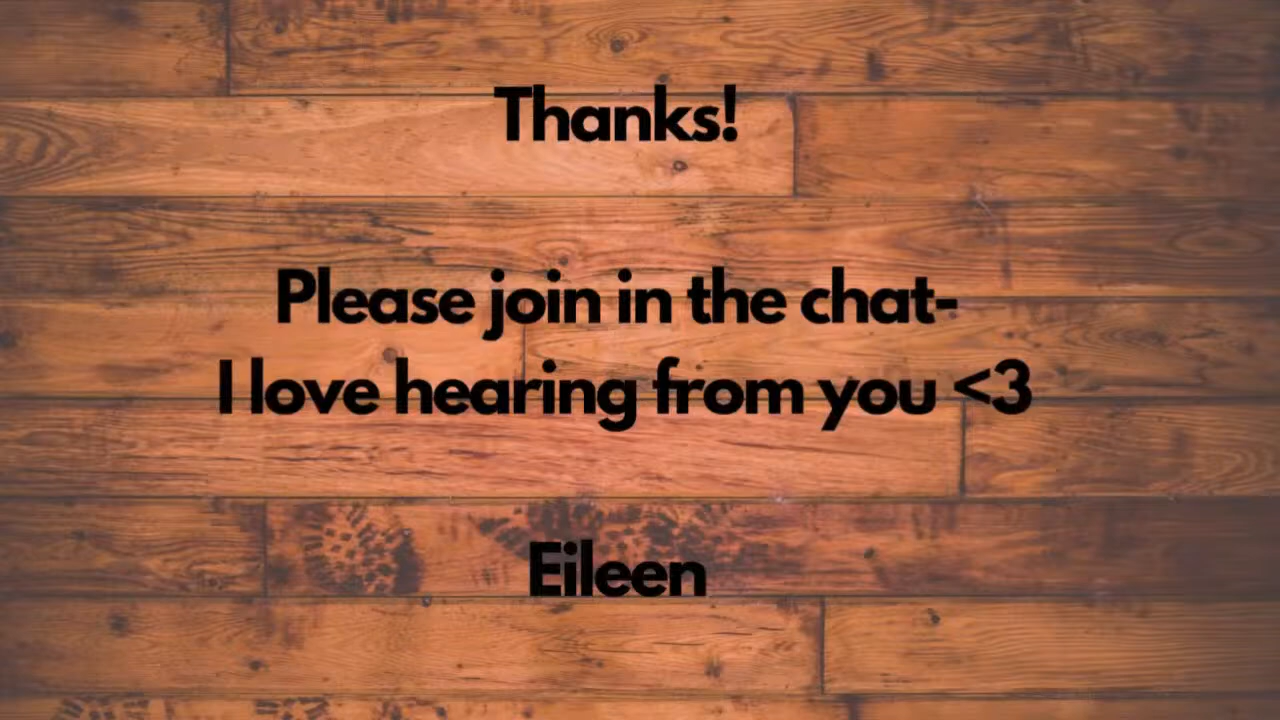 Thanks!
Please join in the chat-
I love hearing from you <3
Eileen